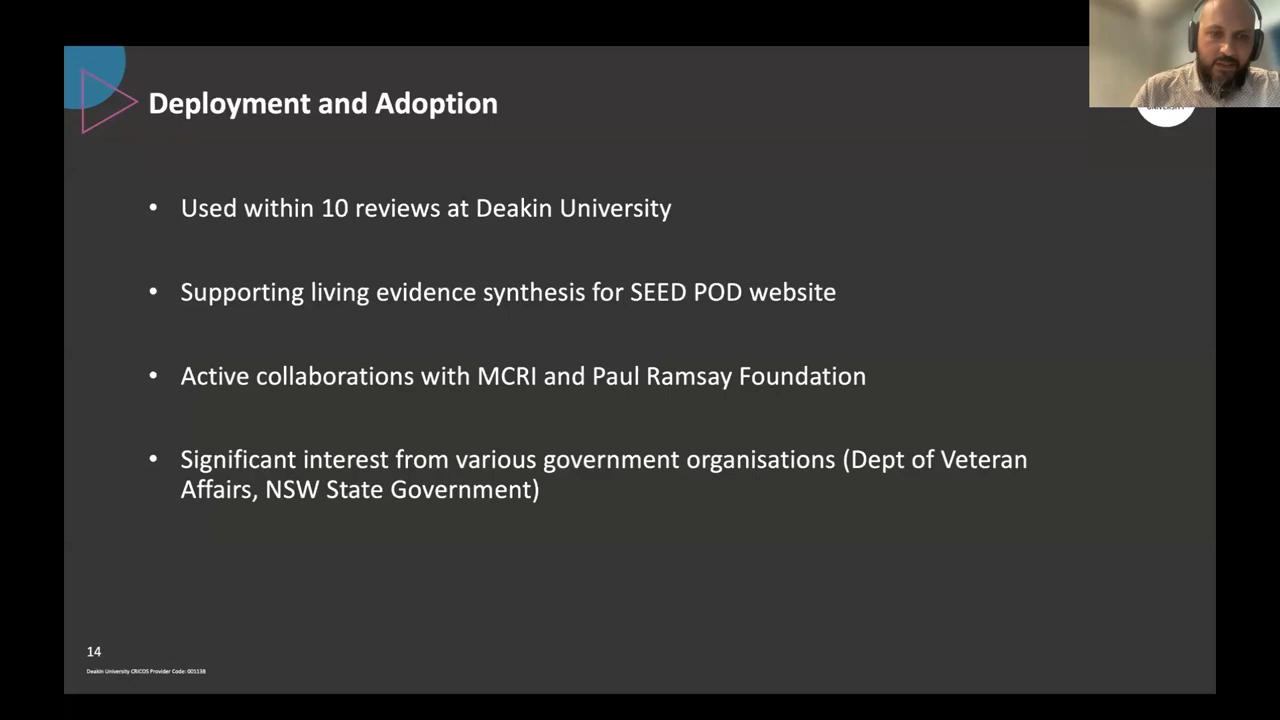 Deployment and Adoption
• Used within 10 reviews at Deakin University
• Supporting living evidence synthesis for SEED POD website
• Active collaborations with MCRI and Paul Ramsay Foundation
• Significant interest from various government organisations (Dept of Veteran
Affairs, NSW State Government)
14
Deakin University CRICOS Provider Code: 00113B